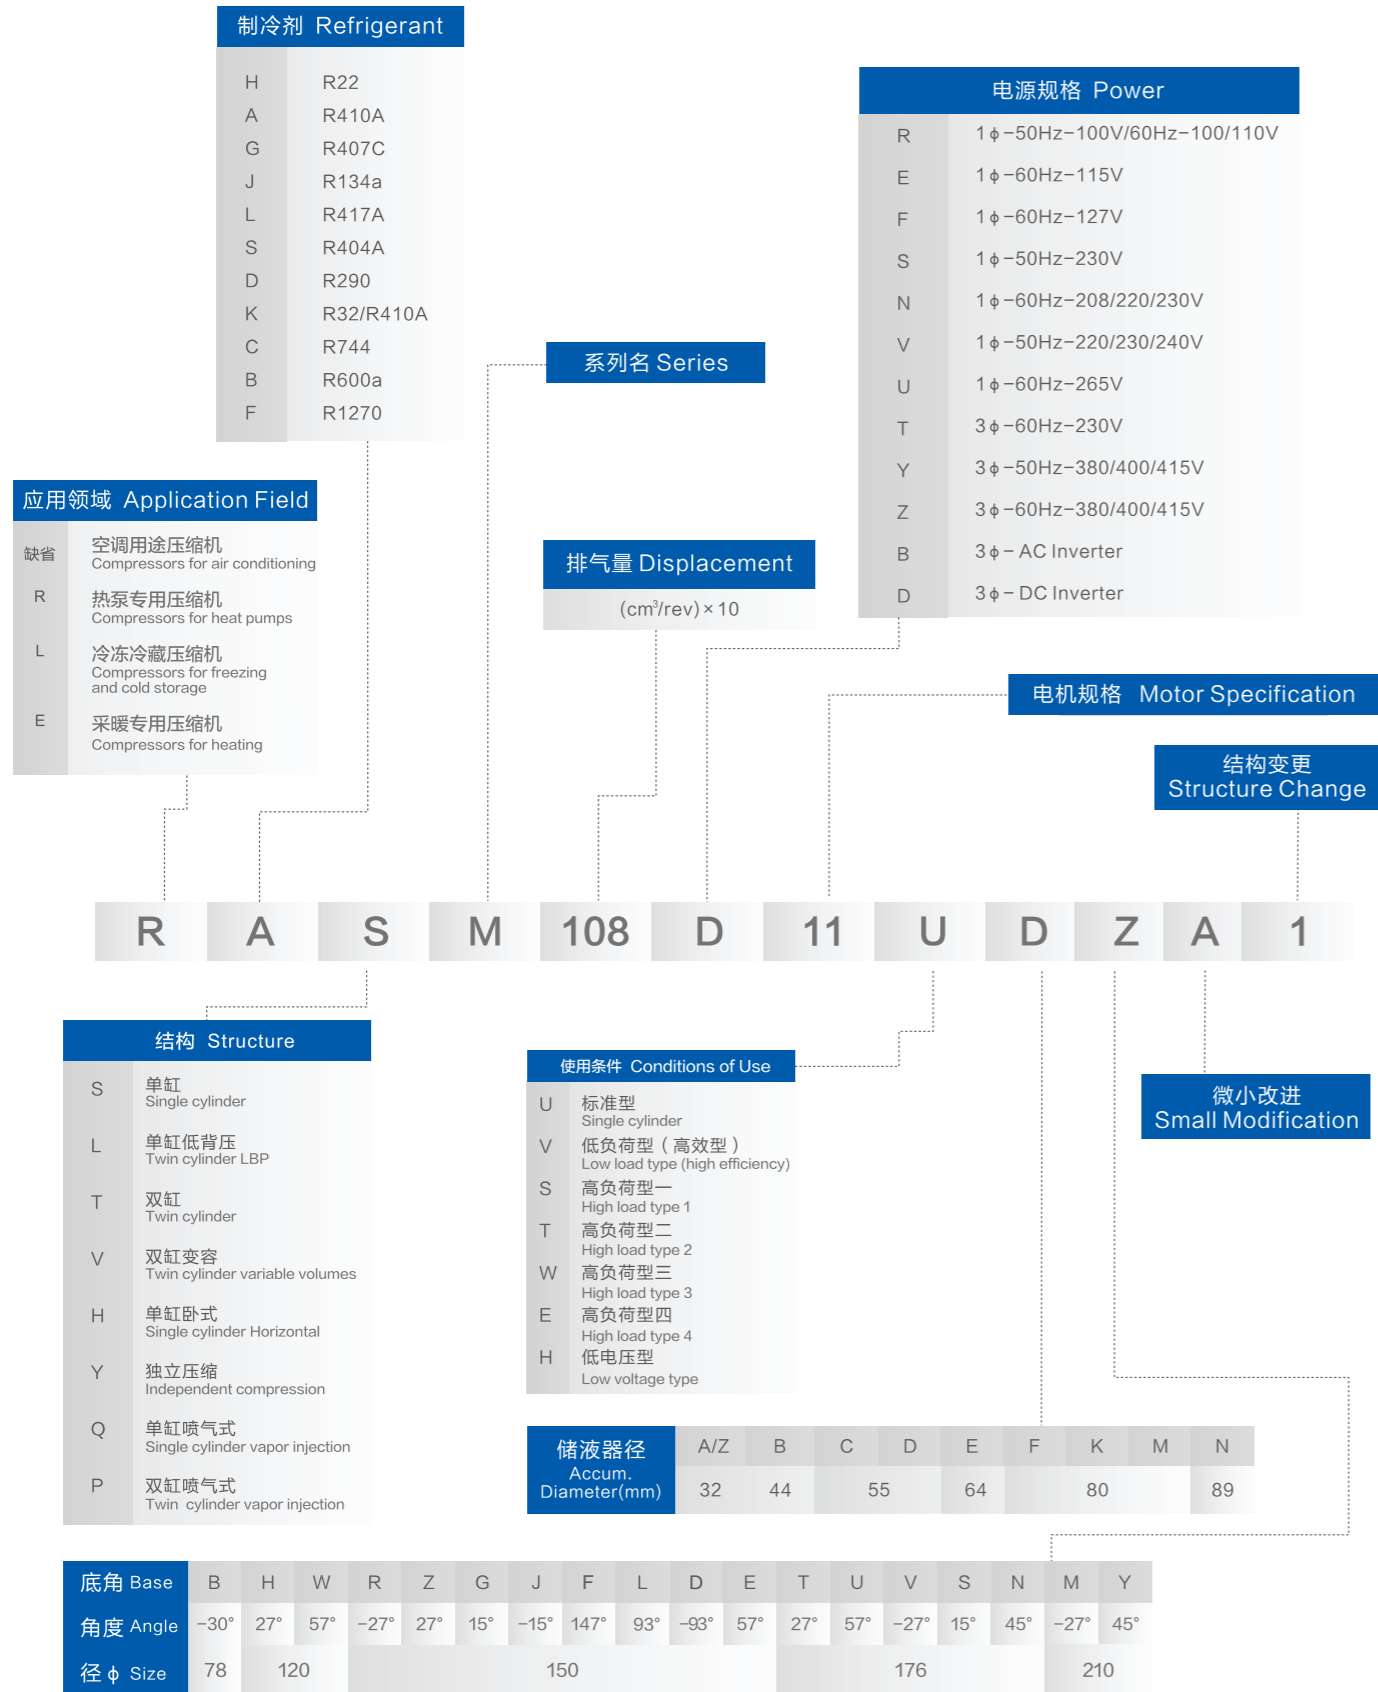 制冷剂 Refrigerant
H R22
A R410A
G R407C
J R134a
L R417A
S R404A
D R290
K R32/R410A
C R744
B R600a
F R1270
电源规格 Power
R 1φ-50Hz-100V/60Hz-100/110V
E 1φ-60Hz-115V
F 1φ-60Hz-127V
S 1φ-50Hz-230V
N 1φ-60Hz-208/220/230V
V 1φ-50Hz-220/230/240V
U 1φ-60Hz-265V
T 3φ-60Hz-230V
Y 3φ-50Hz-380/400/415V
Z 3φ-60Hz-380/400/415V
B 3φ- AC Inverter
D 3φ- DC Inverter
系列名 Series
应用领域 Application Field
缺省 空调用途压缩机
Compressors for air conditioning
R 热泵专用压缩机
Compressors for heat pumps
L 冷冻冷藏压缩机
Compressors for freezing
and cold storage
E 采暖专用压缩机
Compressors for heating
排气量 Displacement
(cm³/rev)×10
电机规格 Motor Specification
结构变更
Structure Change
R A S M 108 D 11 U D Z A 1
结构 Structure
S 单缸
Single cylinder
L 单缸低背压
Twin cylinder LBP
T 双缸
Twin cylinder
V 双缸变容
Twin cylinder variable volumes
H 单缸卧式
Single cylinder Horizontal
Y 独立压缩
Independent compression
Q 单缸喷气式
Single cylinder vapor injection
P 双缸喷气式
Twin cylinder vapor injection
使用条件 Conditions of Use
U 标准型
Single cylinder
V 低负荷型（高效型）
Low load type (high efficiency)
S 高负荷型一
High load type 1
T 高负荷型二
High load type 2
W 高负荷型三
High load type 3
E 高负荷型四
High load type 4
H 低电压型
Low voltage type
微小改进
Small Modification
储液器径
Accum.
Diameter(mm)
A/Z B C D E F K M N
32 44 55 64 80 89
底角 Base B H W R Z G J F L D E T U V S N M Y
角度 Angle -30° 27° 57° -27° 27° 15° -15° 147° 93° -93° 57° 27° 57° -27° 15° 45° -27° 45°
径 φ Size 78 120 150 176 210